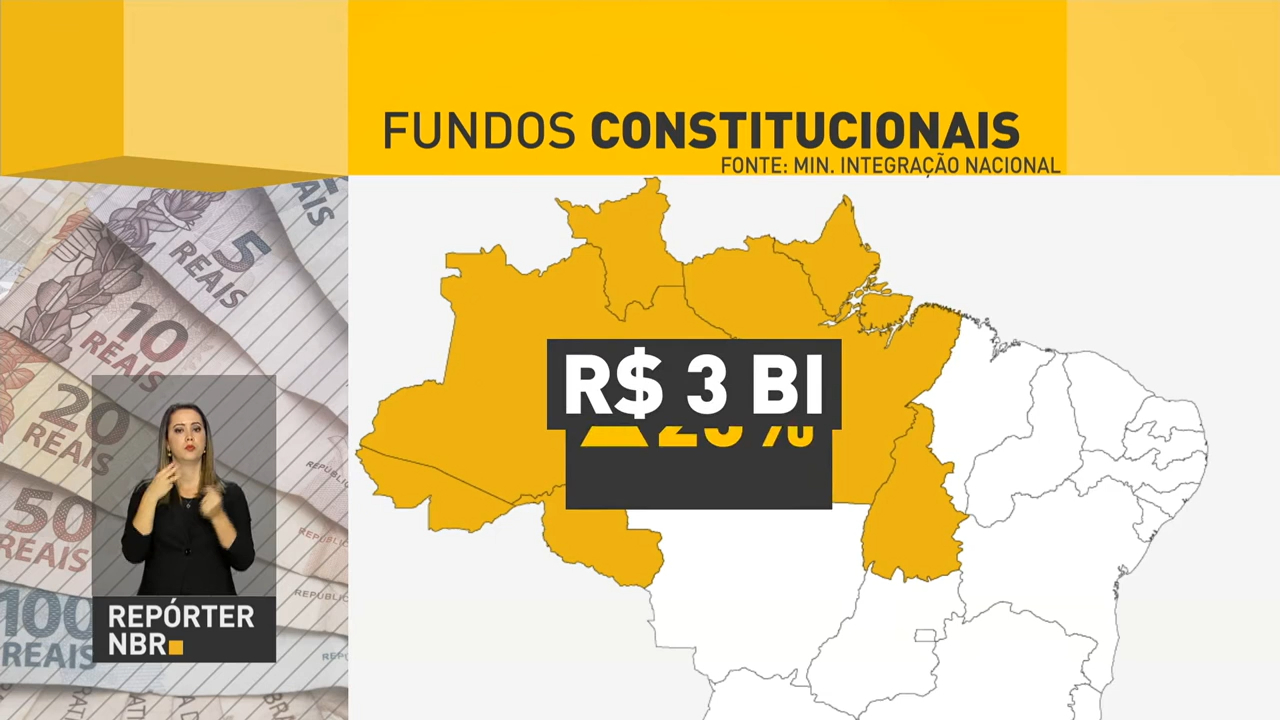 FUNDOS CONSTITUCIONAIS
FONTE: MIN. INTEGRAÇÃO NACIONAL
R$ 3 BI
5
REAIS
AIS
10
REAIS
20
REAIS
50
REAIS
100
REAIS
REPÓRTER
NBR